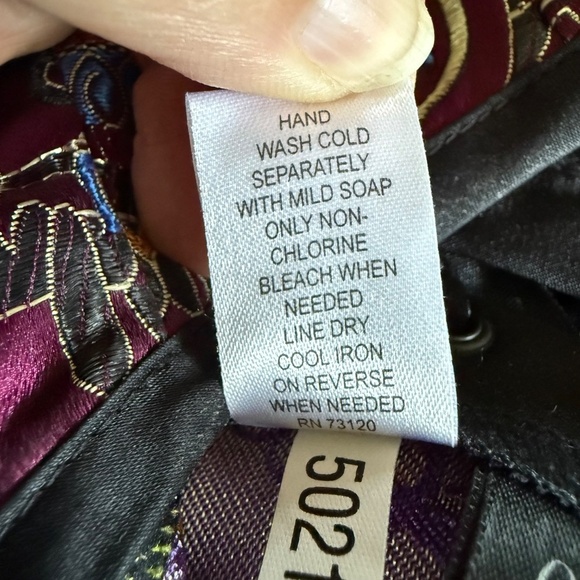 HAND
WASH COLD
SEPARATELY
WITH MILD SOAP
ONLY NON-
CHLORINE
BLEACH WHEN
NEEDED
LINE DRY
COOL IRON
ON REVERSE
WHEN NEEDED
RN 73120
5021